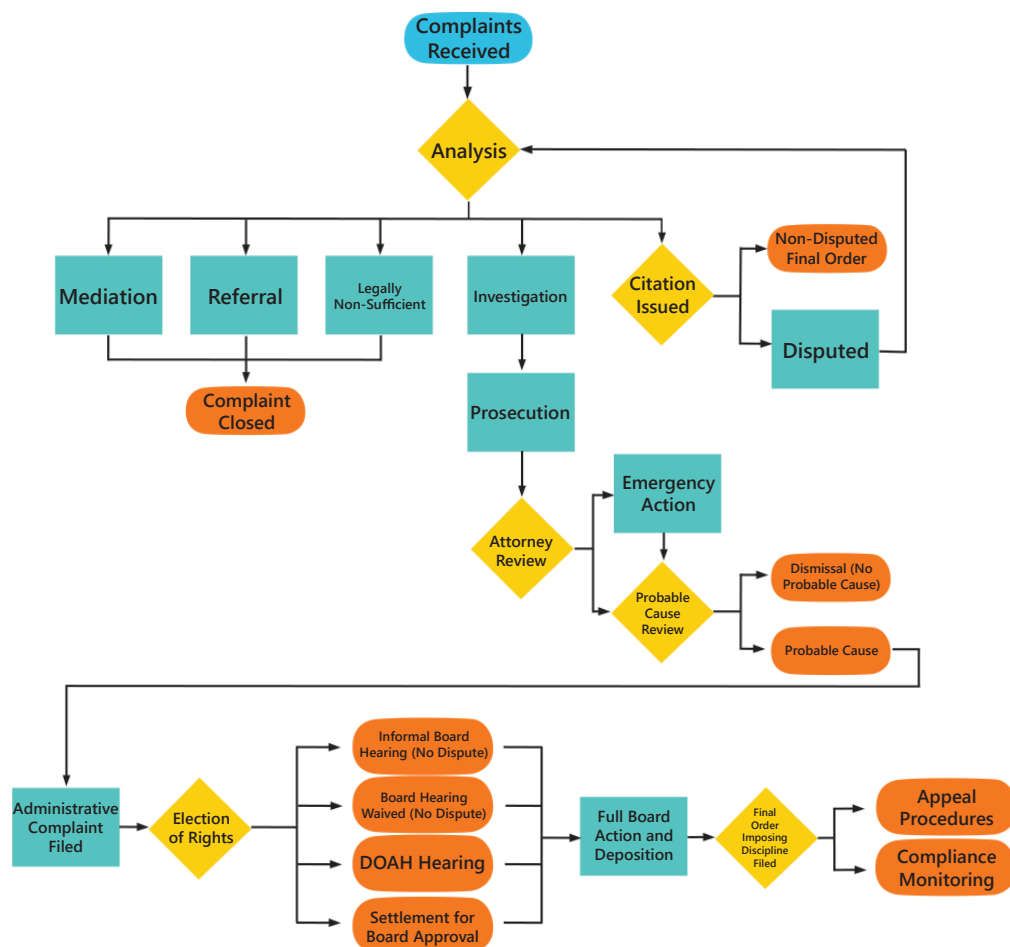 Complaints
Received
Analysis
Mediation
Referral
Legally
Non-Sufficient
Investigation
Citation
Issued
Non-Disputed
Final Order
Disputed
Complaint
Closed
Prosecution
Attorney
Review
Emergency
Action
Probable
Cause
Review
Dismissal (No
Probable Cause)
Probable Cause
Administrative
Complaint
Filed
Election
of Rights
Informal Board
Hearing (No Dispute)
Board Hearing
Waived (No Dispute)
DOAH Hearing
Settlement for
Board Approval
Full Board
Action and
Deposition
Final
Order
Imposing
Discipline
Filed
Appeal
Procedures
Compliance
Monitoring